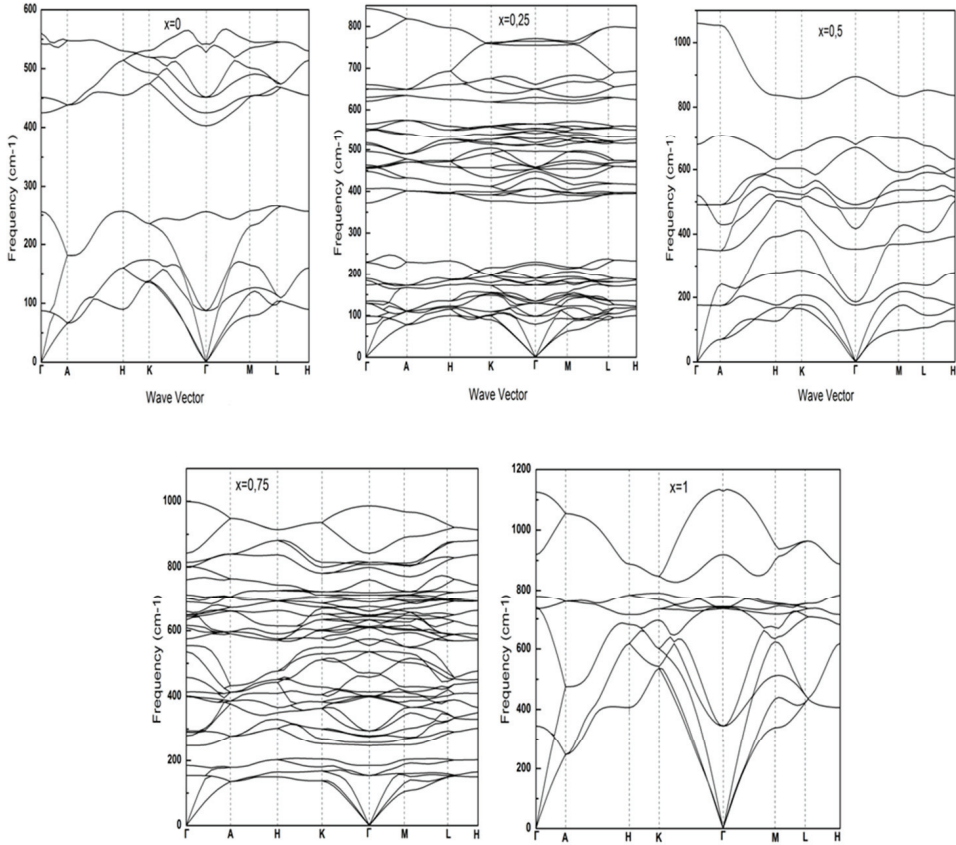 x=0
Frequency (cm-1)
600
500
400
300
200
100
0
Γ A H K Γ M L H
Wave Vector
x=0,25
Frequency (cm-1)
800
700
600
500
400
300
200
100
0
Γ A H K Γ M L H
Wave Vector
x=0,5
Frequency (cm-1)
1000
800
600
400
200
0
Γ A H K Γ M L H
Wave Vector
x=0,75
Frequency (cm-1)
1000
800
600
400
200
0
Γ A H K Γ M L H
x=1
Frequency (cm-1)
1200
1000
800
600
400
200
0
Γ A H K Γ M L H